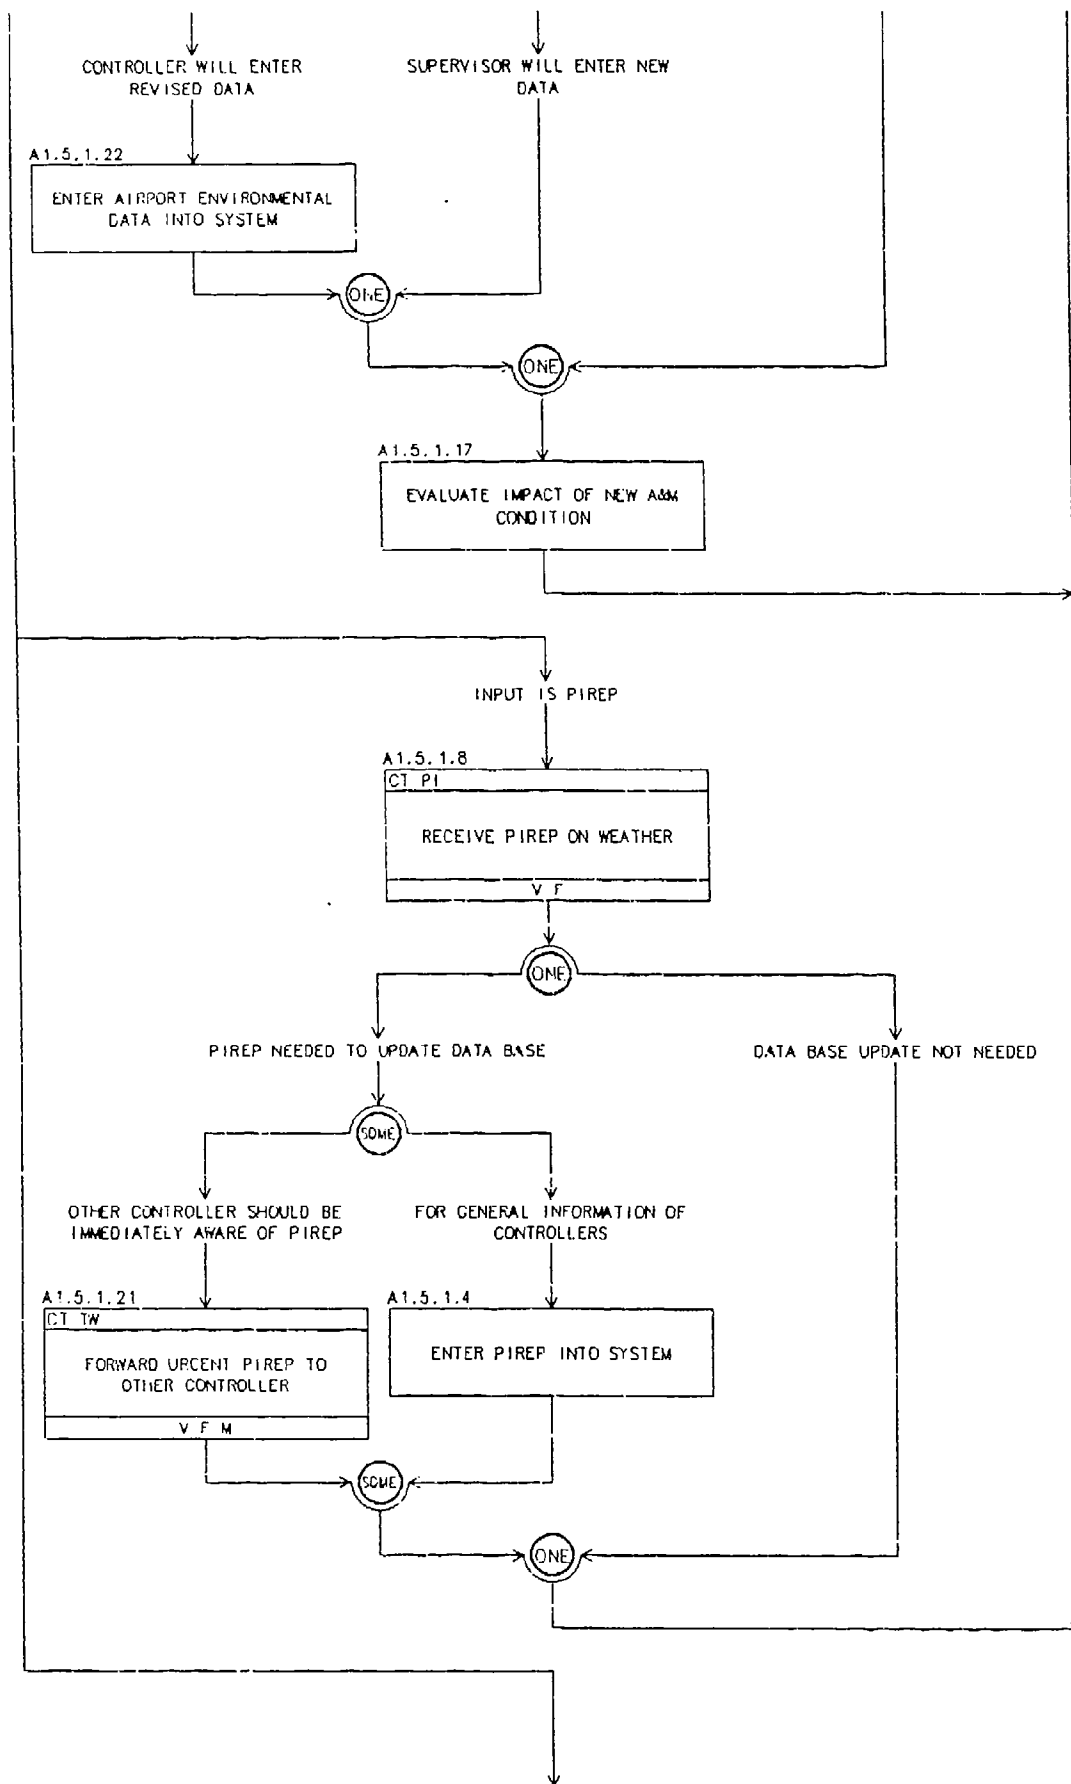 CONTROLLER WILL ENTER
REVISED DATA
SUPERVISOR WILL ENTER NEW
DATA
A1.5.1.22
ENTER AIRPORT ENVIRONMENTAL
DATA INTO SYSTEM
ONE
ONE
A1.5.1.17
EVALUATE IMPACT OF NEW A&M
CONDITION
INPUT IS PIREP
A1.5.1.8
CT PI
RECEIVE PIREP ON WEATHER
V F
ONE
PIREP NEEDED TO UPDATE DATA BASE
DATA BASE UPDATE NOT NEEDED
SOME
OTHER CONTROLLER SHOULD BE
IMMEDIATELY AWARE OF PIREP
FOR GENERAL INFORMATION OF
CONTROLLERS
A1.5.1.21
CT TW
FORWARD URGENT PIREP TO
OTHER CONTROLLER
V F M
A1.5.1.4
ENTER PIREP INTO SYSTEM
SOME
ONE